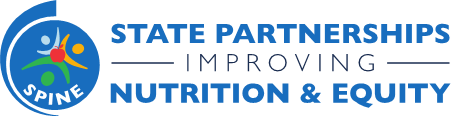 SPINE
STATE PARTNERSHIPS
IMPROVING
NUTRITION & EQUITY